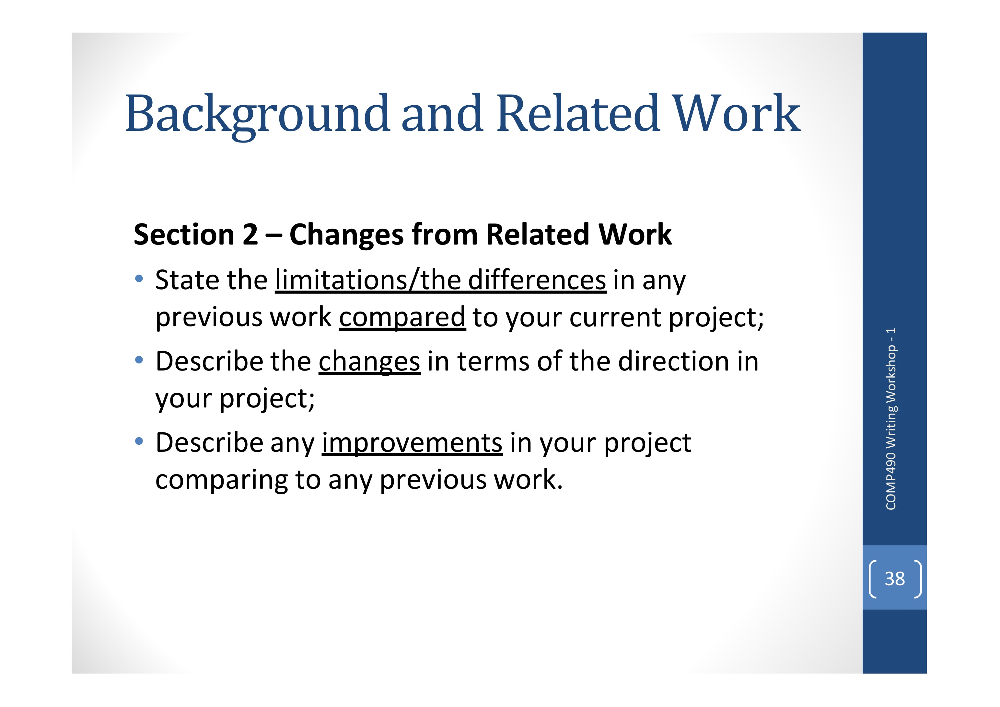 Background and Related Work
Section 2 – Changes from Related Work
• State the limitations/the differences in any
previous work compared to your current project;
• Describe the changes in terms of the direction in
your project;
• Describe any improvements in your project
comparing to any previous work.
COMP490 Writing Workshop - 1
38